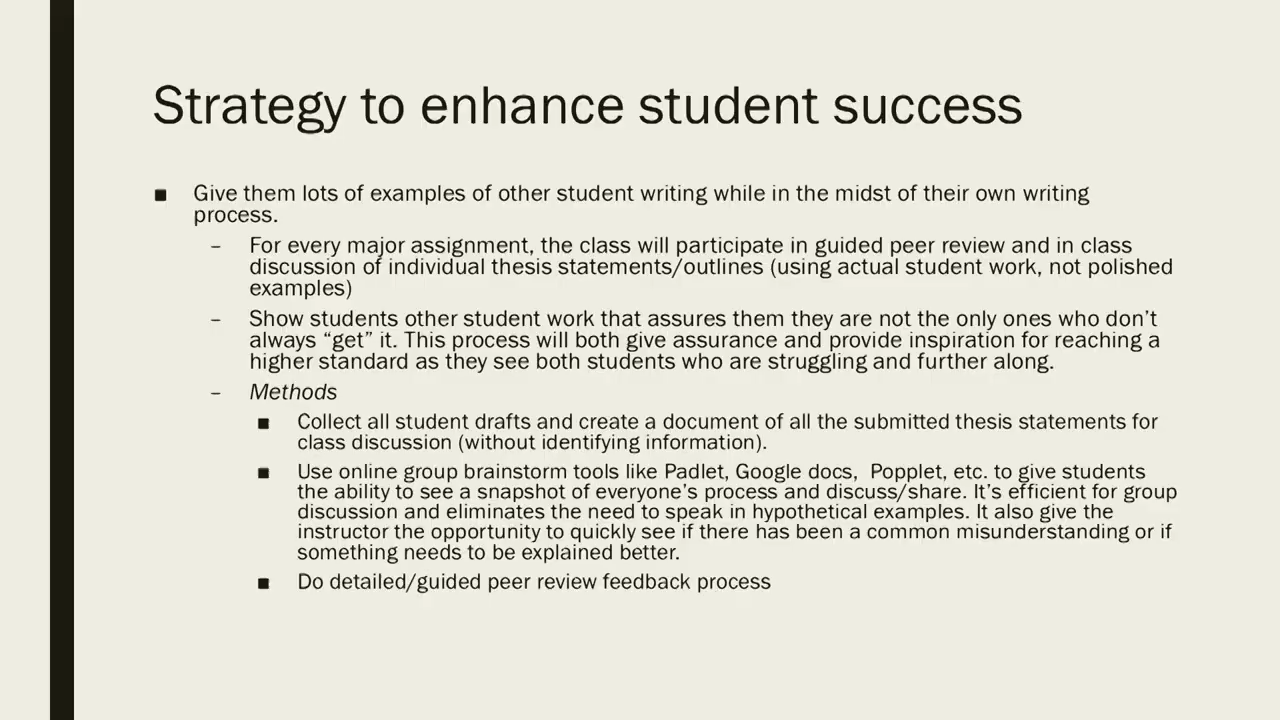 Strategy to enhance student success
■ Give them lots of examples of other student writing while in the midst of their own writing
process.
– For every major assignment, the class will participate in guided peer review and in class
discussion of individual thesis statements/outlines (using actual student work, not polished
examples)
– Show students other student work that assures them they are not the only ones who don’t
always “get” it. This process will both give assurance and provide inspiration for reaching a
higher standard as they see both students who are struggling and further along.
– Methods
■ Collect all student drafts and create a document of all the submitted thesis statements for
class discussion (without identifying information).
■ Use online group brainstorm tools like Padlet, Google docs,  Popplet, etc. to give students
the ability to see a snapshot of everyone’s process and discuss/share. It’s efficient for group
discussion and eliminates the need to speak in hypothetical examples. It also give the
instructor the opportunity to quickly see if there has been a common misunderstanding or if
something needs to be explained better.
■ Do detailed/guided peer review feedback process